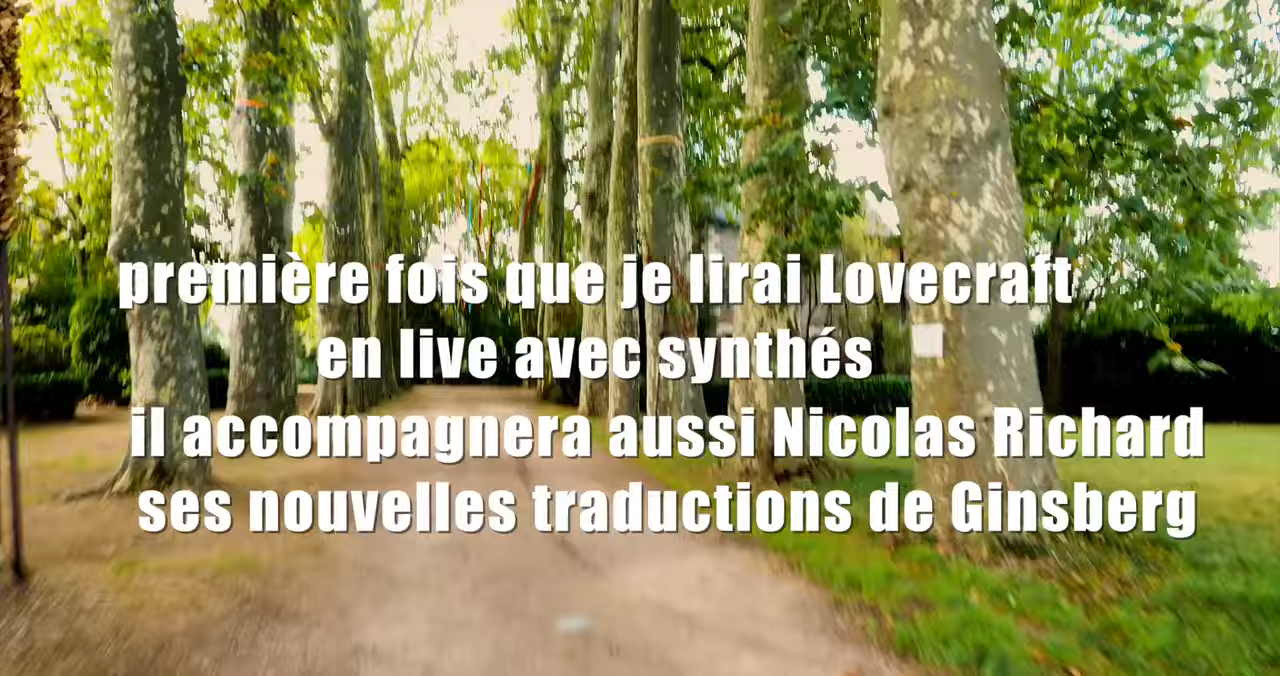 première fois que je lirai Lovecraft
en live avec synthés
il accompagnera aussi Nicolas Richard
ses nouvelles traductions de Ginsberg